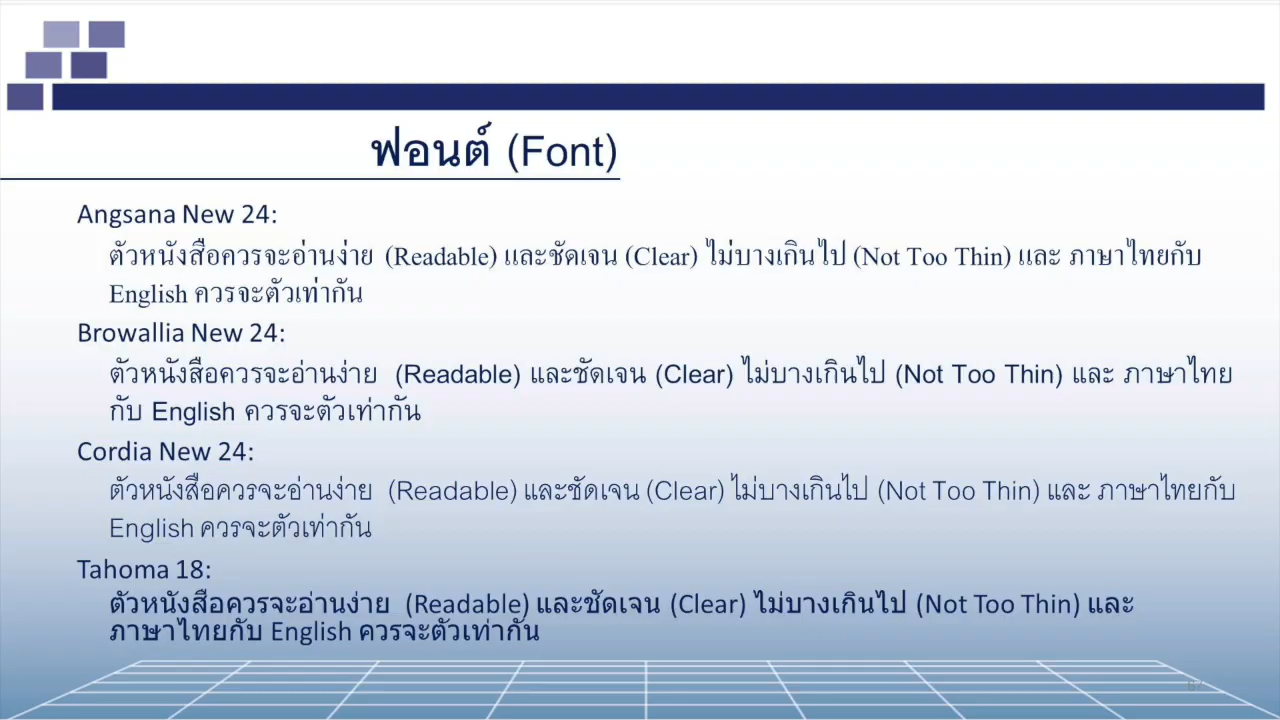 ฟอนต์ (Font)
Angsana New 24:
ตัวหนังสือควรจะอ่านง่าย (Readable) และชัดเจน (Clear) ไม่บางเกินไป (Not Too Thin) และ ภาษาไทยกับ
English ควรจะตัวเท่ากัน
Browallia New 24:
ตัวหนังสือควรจะอ่านง่าย (Readable) และชัดเจน (Clear) ไม่บางเกินไป (Not Too Thin) และ ภาษาไทย
กับ English ควรจะตัวเท่ากัน
Cordia New 24:
ตัวหนังสือควรจะอ่านง่าย (Readable) และชัดเจน (Clear) ไม่บางเกินไป (Not Too Thin) และ ภาษาไทยกับ
English ควรจะตัวเท่ากัน
Tahoma 18:
ตัวหนังสือควรจะอ่านง่าย (Readable) และชัดเจน (Clear) ไม่บางเกินไป (Not Too Thin) และ
ภาษาไทยกับ English ควรจะตัวเท่ากัน